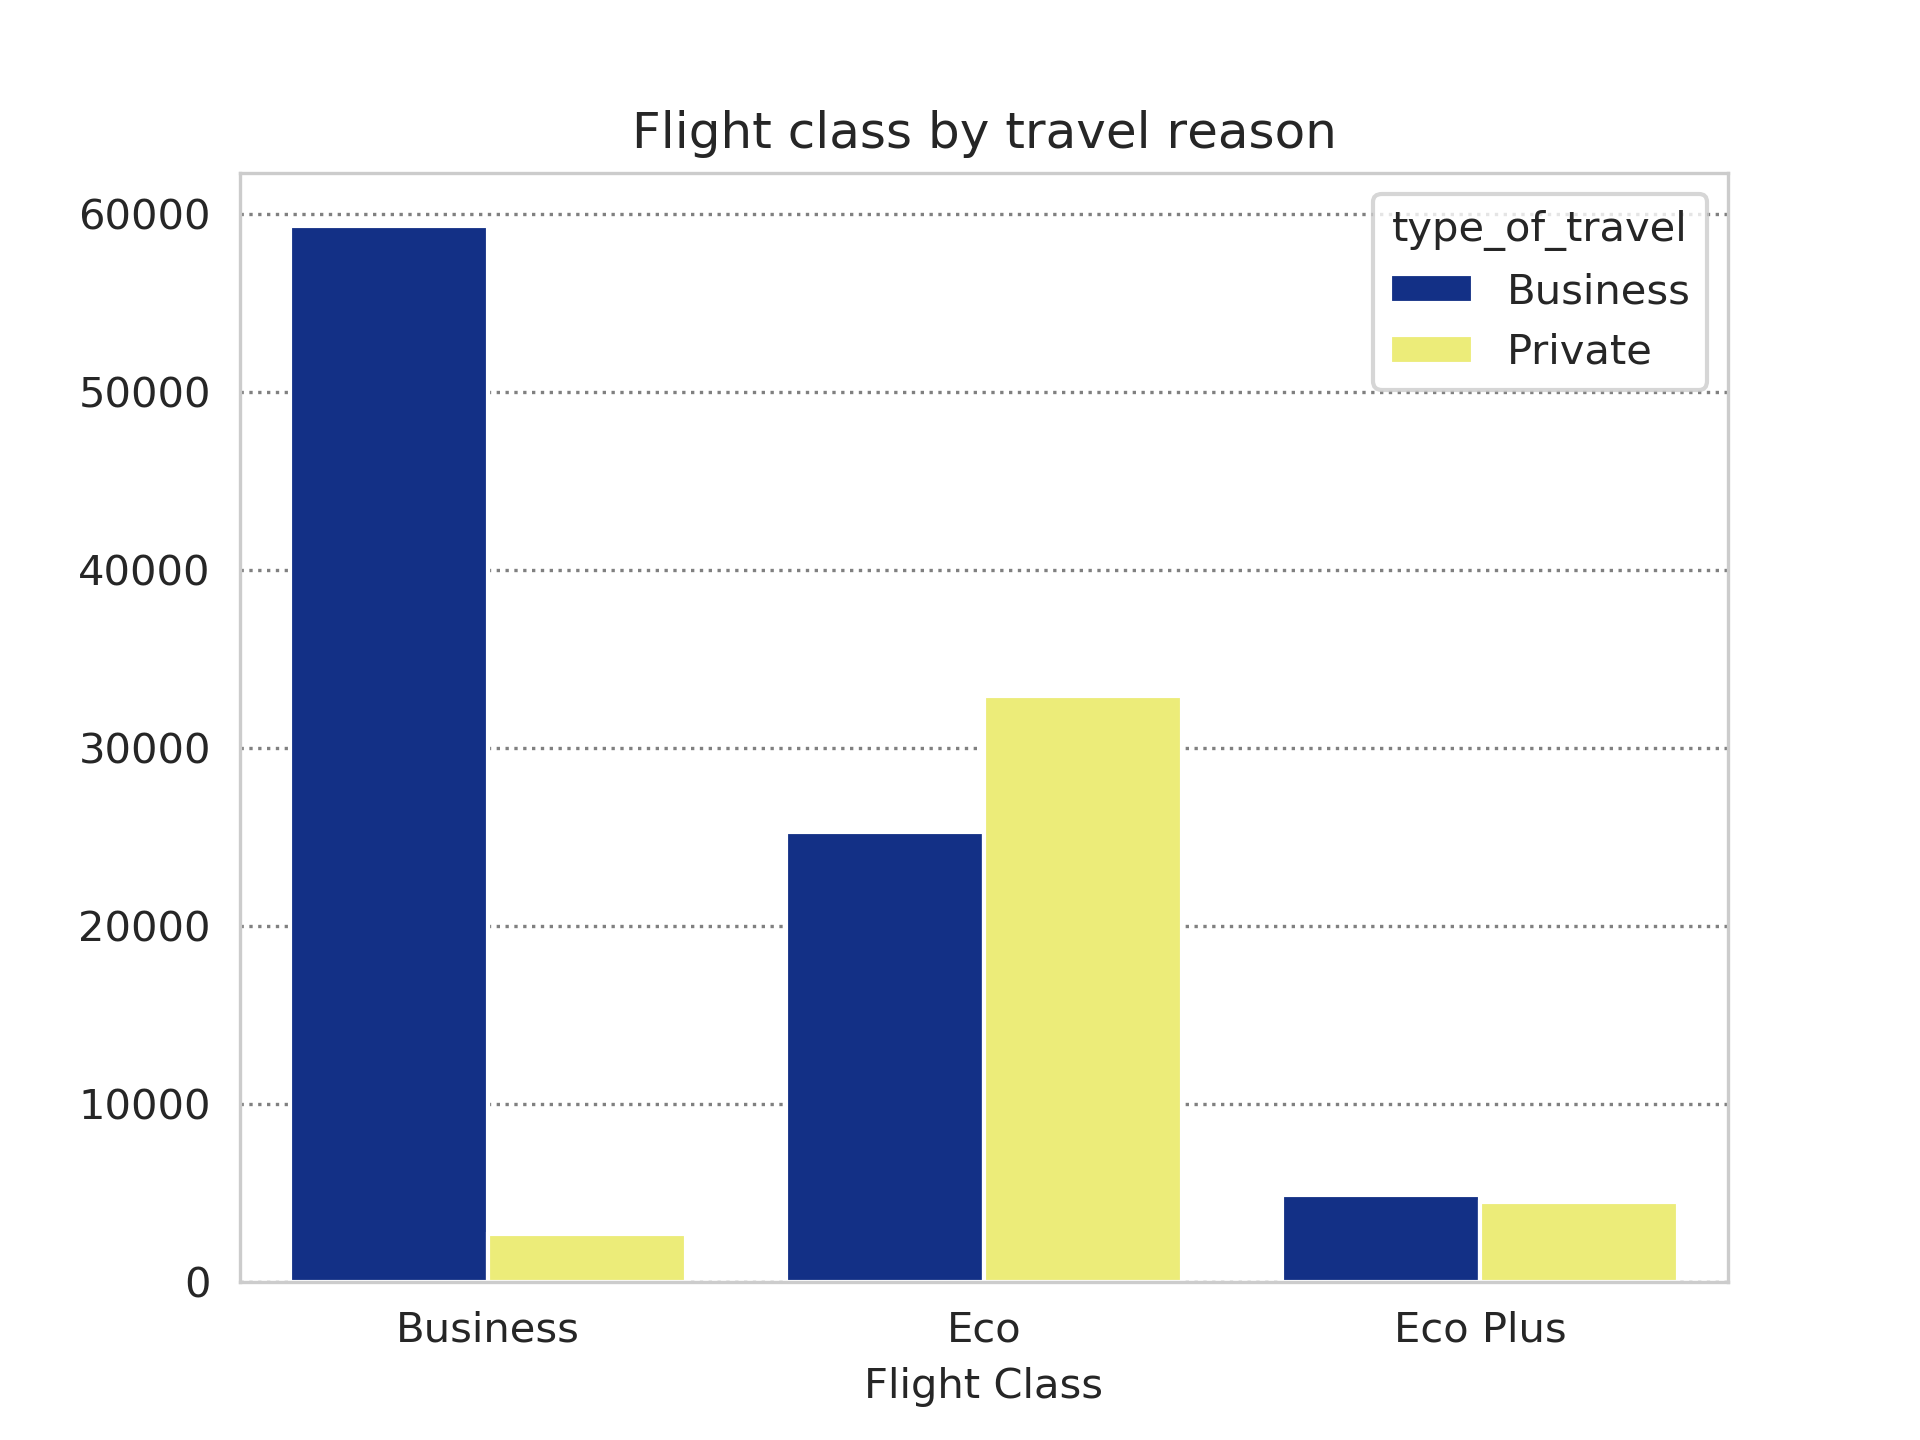 Flight class by travel reason
60000
50000
40000
30000
20000
10000
0
type_of_travel
Business
Private
Business
Eco
Eco Plus
Flight Class